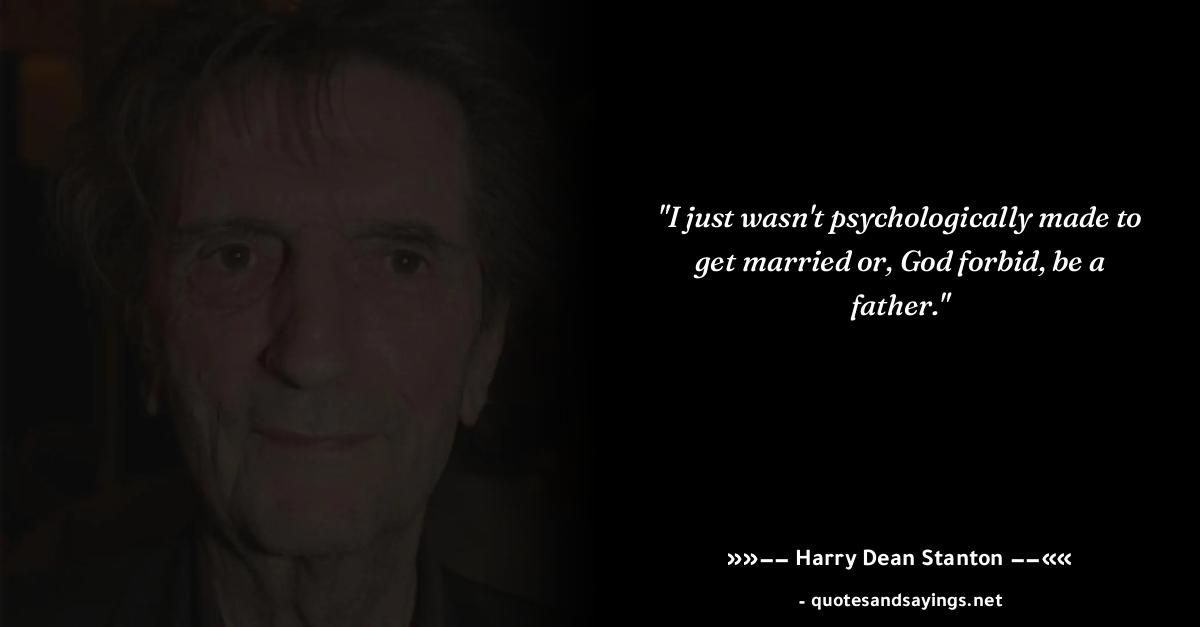 "I just wasn't psychologically made to
get married or, God forbid, be a
father."
»»−− Harry Dean Stanton −−««
- quotesandsayings.net